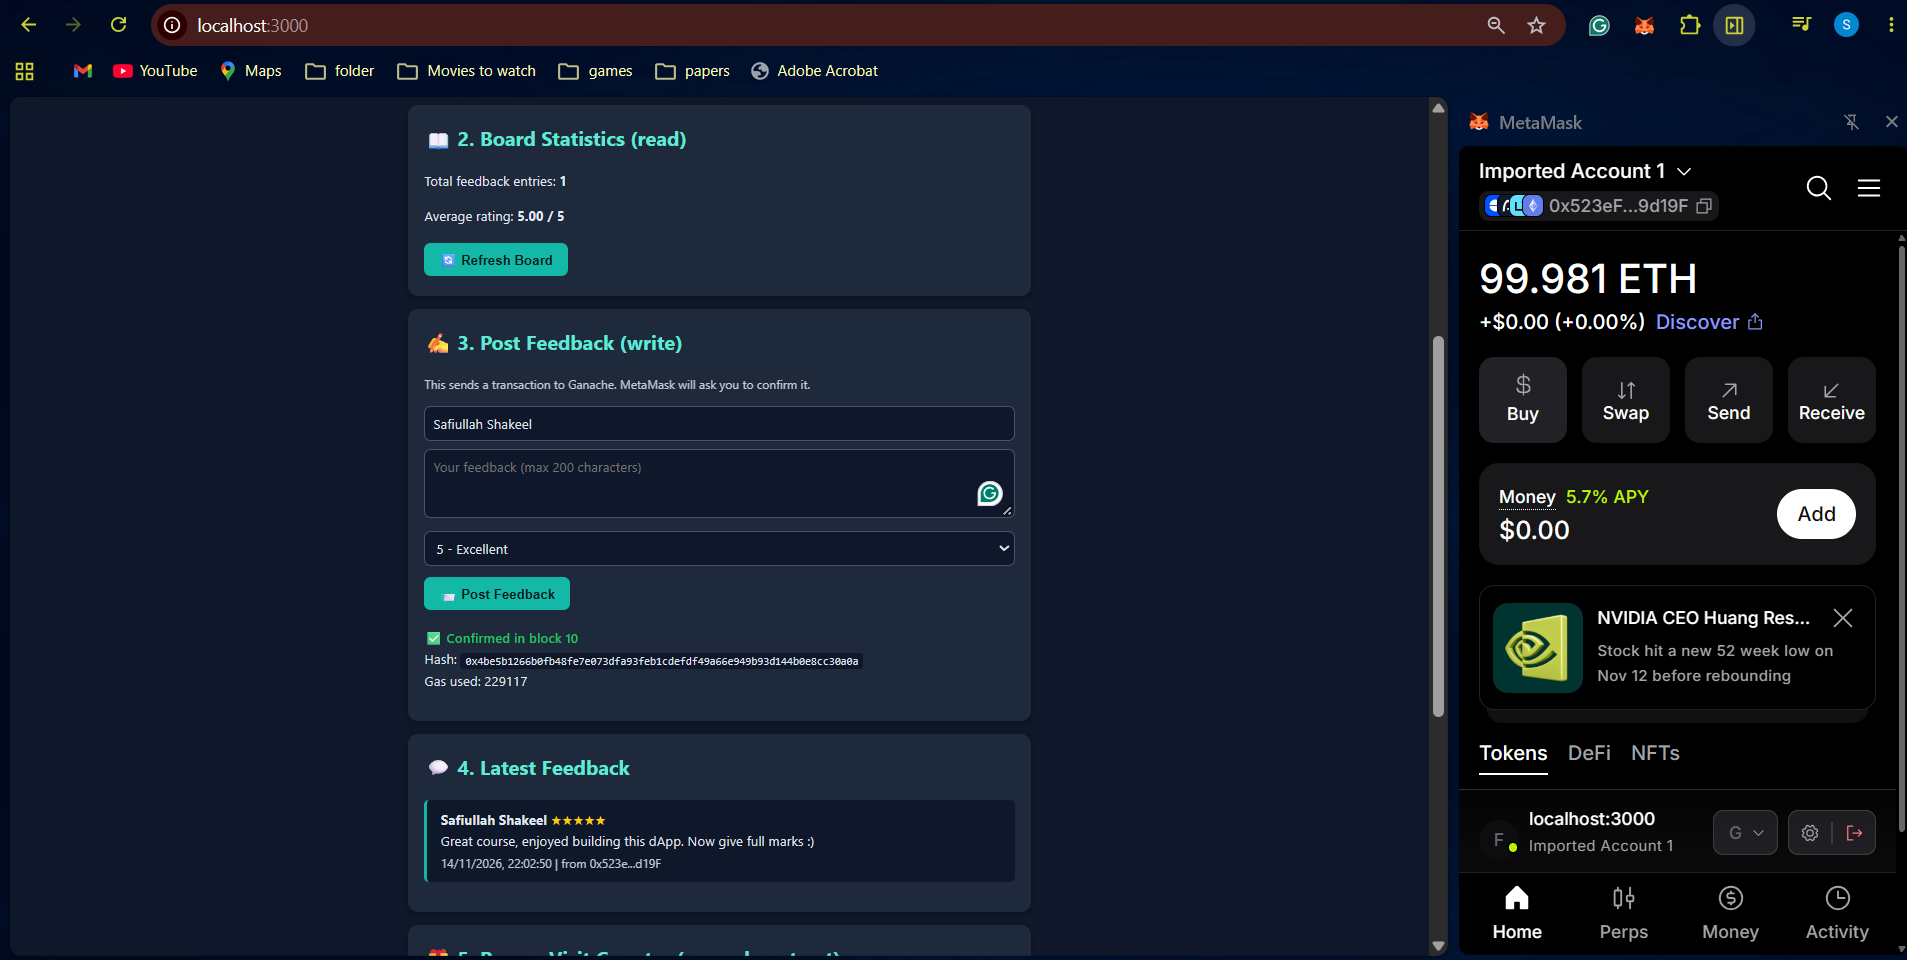 localhost:3000
YouTube
Maps
folder
Movies to watch
games
papers
Adobe Acrobat
S
2. Board Statistics (read)
Total feedback entries: 1
Average rating: 5.00 / 5
Refresh Board
3. Post Feedback (write)
This sends a transaction to Ganache. MetaMask will ask you to confirm it.
Safiullah Shakeel
Your feedback (max 200 characters)
5 - Excellent
Post Feedback
Confirmed in block 10
Hash: 0x4be5b1266b0fb48fe7e073dfa93feb1cdefdf49a66e949b93d144b0e8cc30a0a
Gas used: 229117
4. Latest Feedback
Safiullah Shakeel ★★★★★
Great course, enjoyed building this dApp. Now give full marks :)
14/11/2026, 22:02:50 | from 0x523e...d19F
MetaMask
Imported Account 1
0x523eF...9d19F
99.981 ETH
+$0.00 (+0.00%) Discover
Buy
Swap
Send
Receive
Money 5.7% APY
$0.00
Add
NVIDIA CEO Huang Res...
Stock hit a new 52 week low on
Nov 12 before rebounding
Tokens
DeFi
NFTs
F
localhost:3000
Imported Account 1
G
Home
Perps
Money
Activity